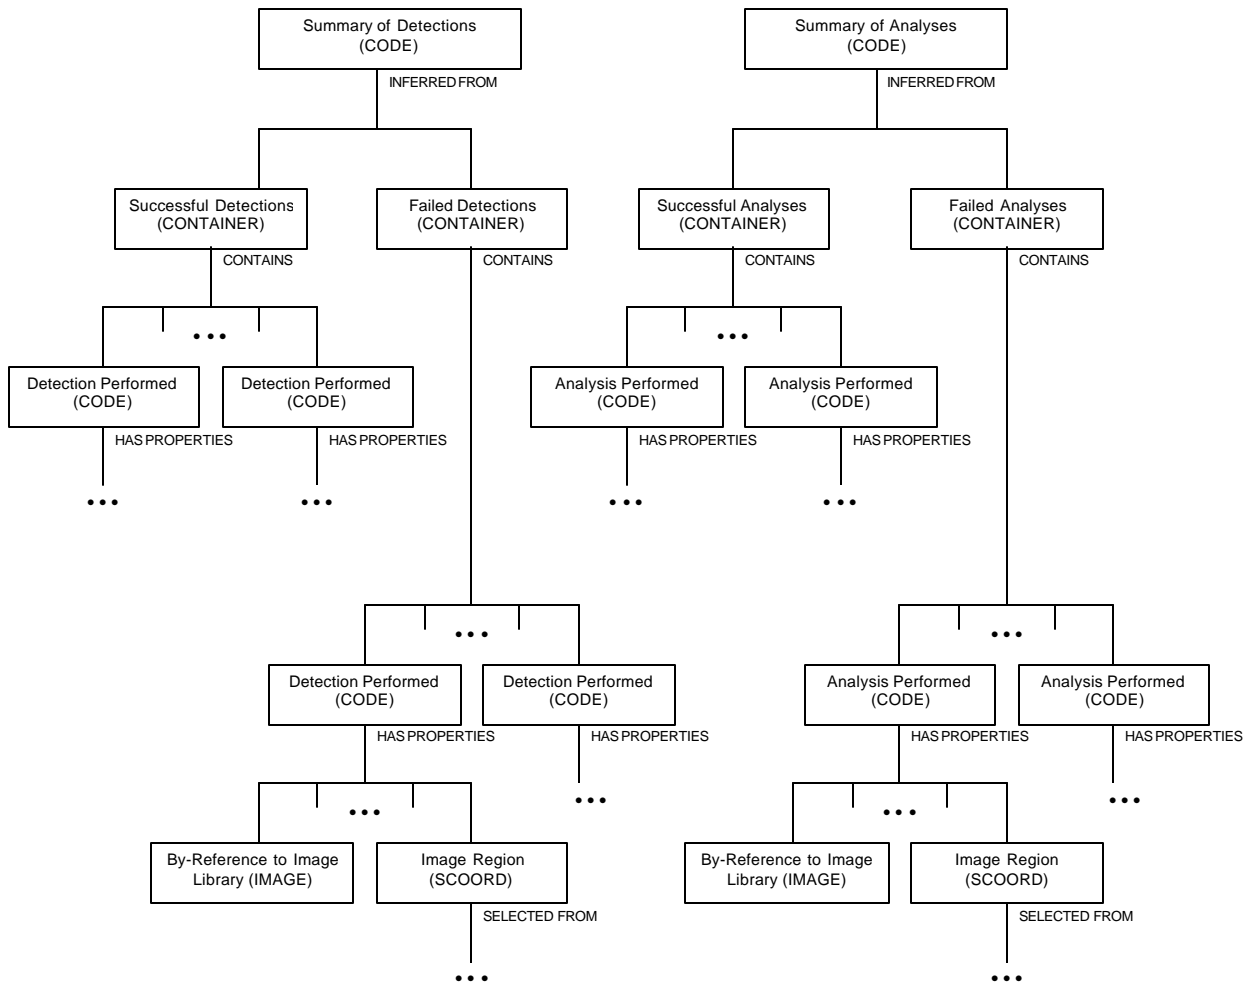 Summary of Detections
(CODE)
Summary of Analyses
(CODE)
INFERRED FROM
INFERRED FROM
Successful Detections
(CONTAINER)
Failed Detections
(CONTAINER)
Successful Analyses
(CONTAINER)
Failed Analyses
(CONTAINER)
CONTAINS
CONTAINS
CONTAINS
CONTAINS
•••
•••
Detection Performed
(CODE)
Detection Performed
(CODE)
Analysis Performed
(CODE)
Analysis Performed
(CODE)
HAS PROPERTIES
HAS PROPERTIES
HAS PROPERTIES
HAS PROPERTIES
•••
•••
•••
•••
•••
•••
Detection Performed
(CODE)
Detection Performed
(CODE)
Analysis Performed
(CODE)
Analysis Performed
(CODE)
HAS PROPERTIES
HAS PROPERTIES
HAS PROPERTIES
HAS PROPERTIES
•••
•••
•••
•••
By-Reference to Image
Library (IMAGE)
Image Region
(SCOORD)
By-Reference to Image
Library (IMAGE)
Image Region
(SCOORD)
SELECTED FROM
SELECTED FROM
•••
•••